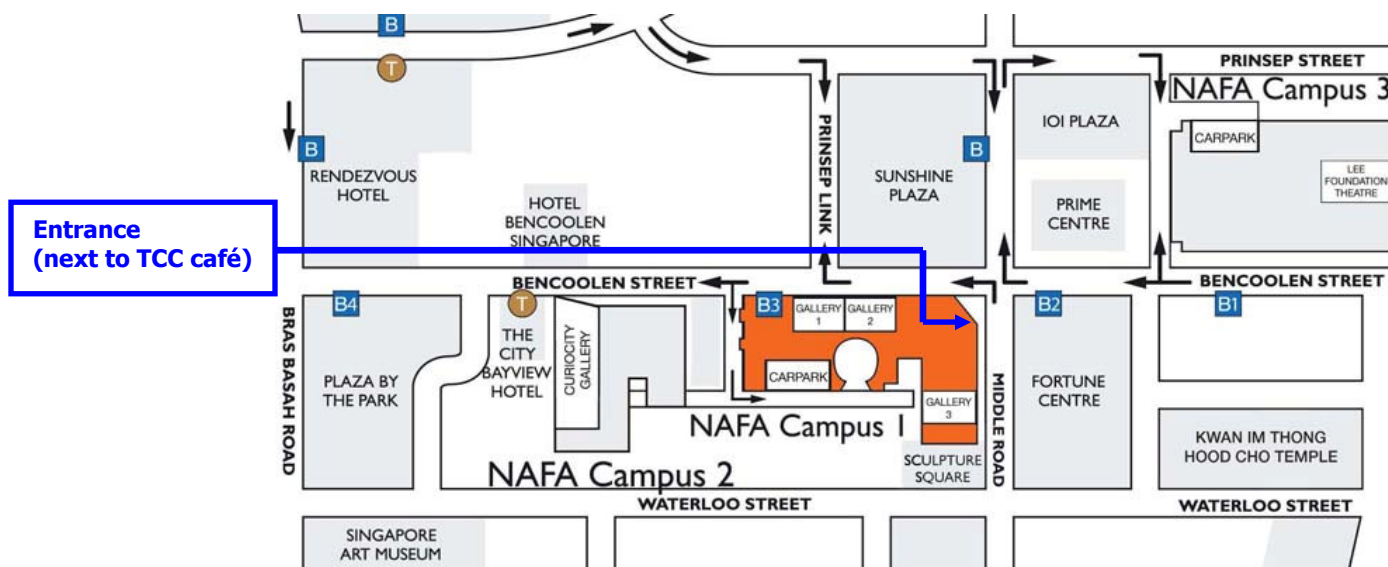 B
T
PRINSEP STREET
NAFA Campus 3
CARPARK
LEE
FOUNDATION
THEATRE
IOI PLAZA
B
B
PRINSEP LINK
RENDEZVOUS
HOTEL
SUNSHINE
PLAZA
HOTEL
BENCOOLEN
SINGAPORE
PRIME
CENTRE
Entrance
(next to TCC café)
BENCOOLEN STREET
BENCOOLEN STREET
B4
T
B3
GALLERY
1
GALLERY
2
B2
B1
BRAS BASAH ROAD
THE
CITY
BAYVIEW
HOTEL
CURIOCITY
GALLERY
CARPARK
MIDDLE ROAD
PLAZA BY
THE PARK
FORTUNE
CENTRE
GALLERY
3
NAFA Campus 1
KWAN IM THONG
HOOD CHO TEMPLE
SCULPTURE
SQUARE
NAFA Campus 2
WATERLOO STREET
WATERLOO STREET
SINGAPORE
ART MUSEUM